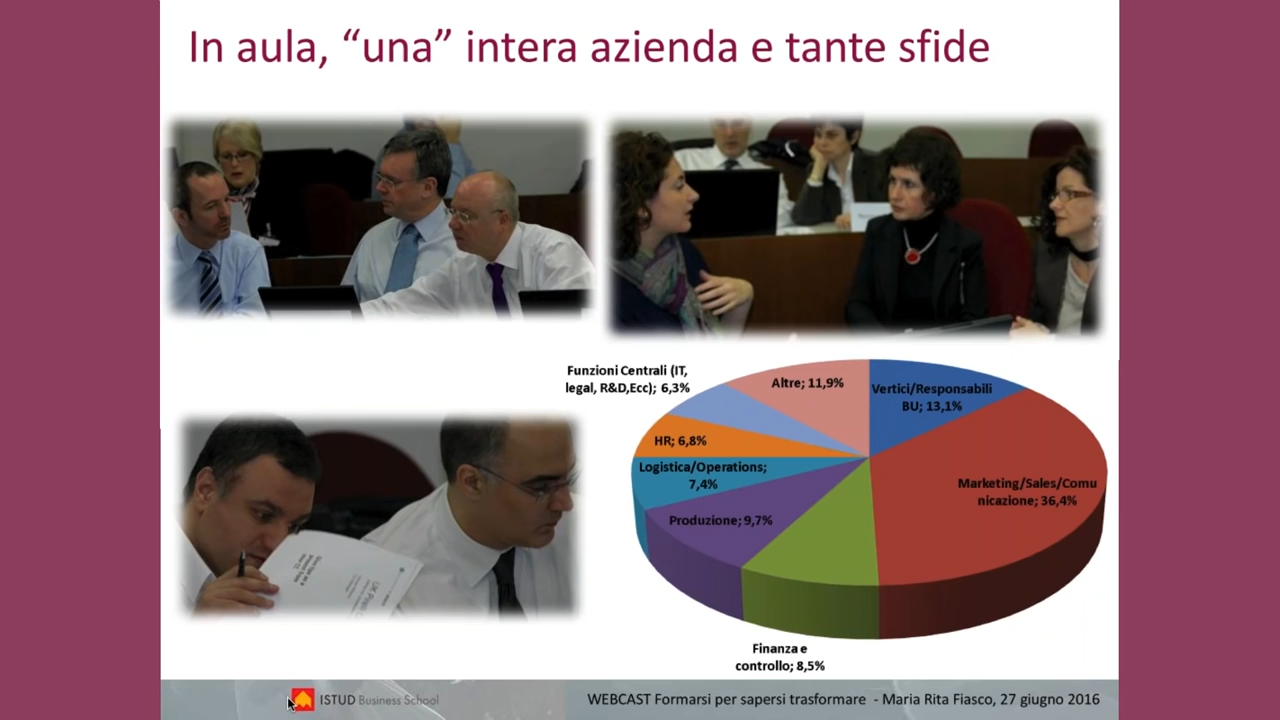 In aula, “una” intera azienda e tante sfide
Funzioni Centrali (IT,
legal, R&D,Ecc); 6,3%
Altre; 11,9%
Vertici/Responsabili
BU; 13,1%
HR; 6,8%
Logistica/Operations;
7,4%
Marketing/Sales/Comu
nicazione; 36,4%
Produzione; 9,7%
Finanza e
controllo; 8,5%
ISTUD Business School
WEBCAST Formarsi per sapersi trasformare - Maria Rita Fiasco, 27 giugno 2016